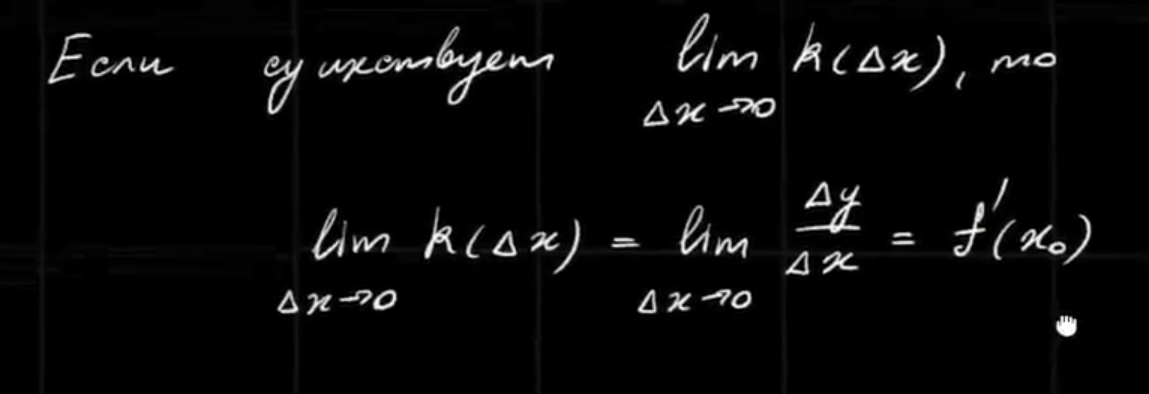 Если существует lim k(Δx), то
Δx→0
lim k(Δx) = lim Δy/Δx = f'(x₀)
Δx→0 Δx→0